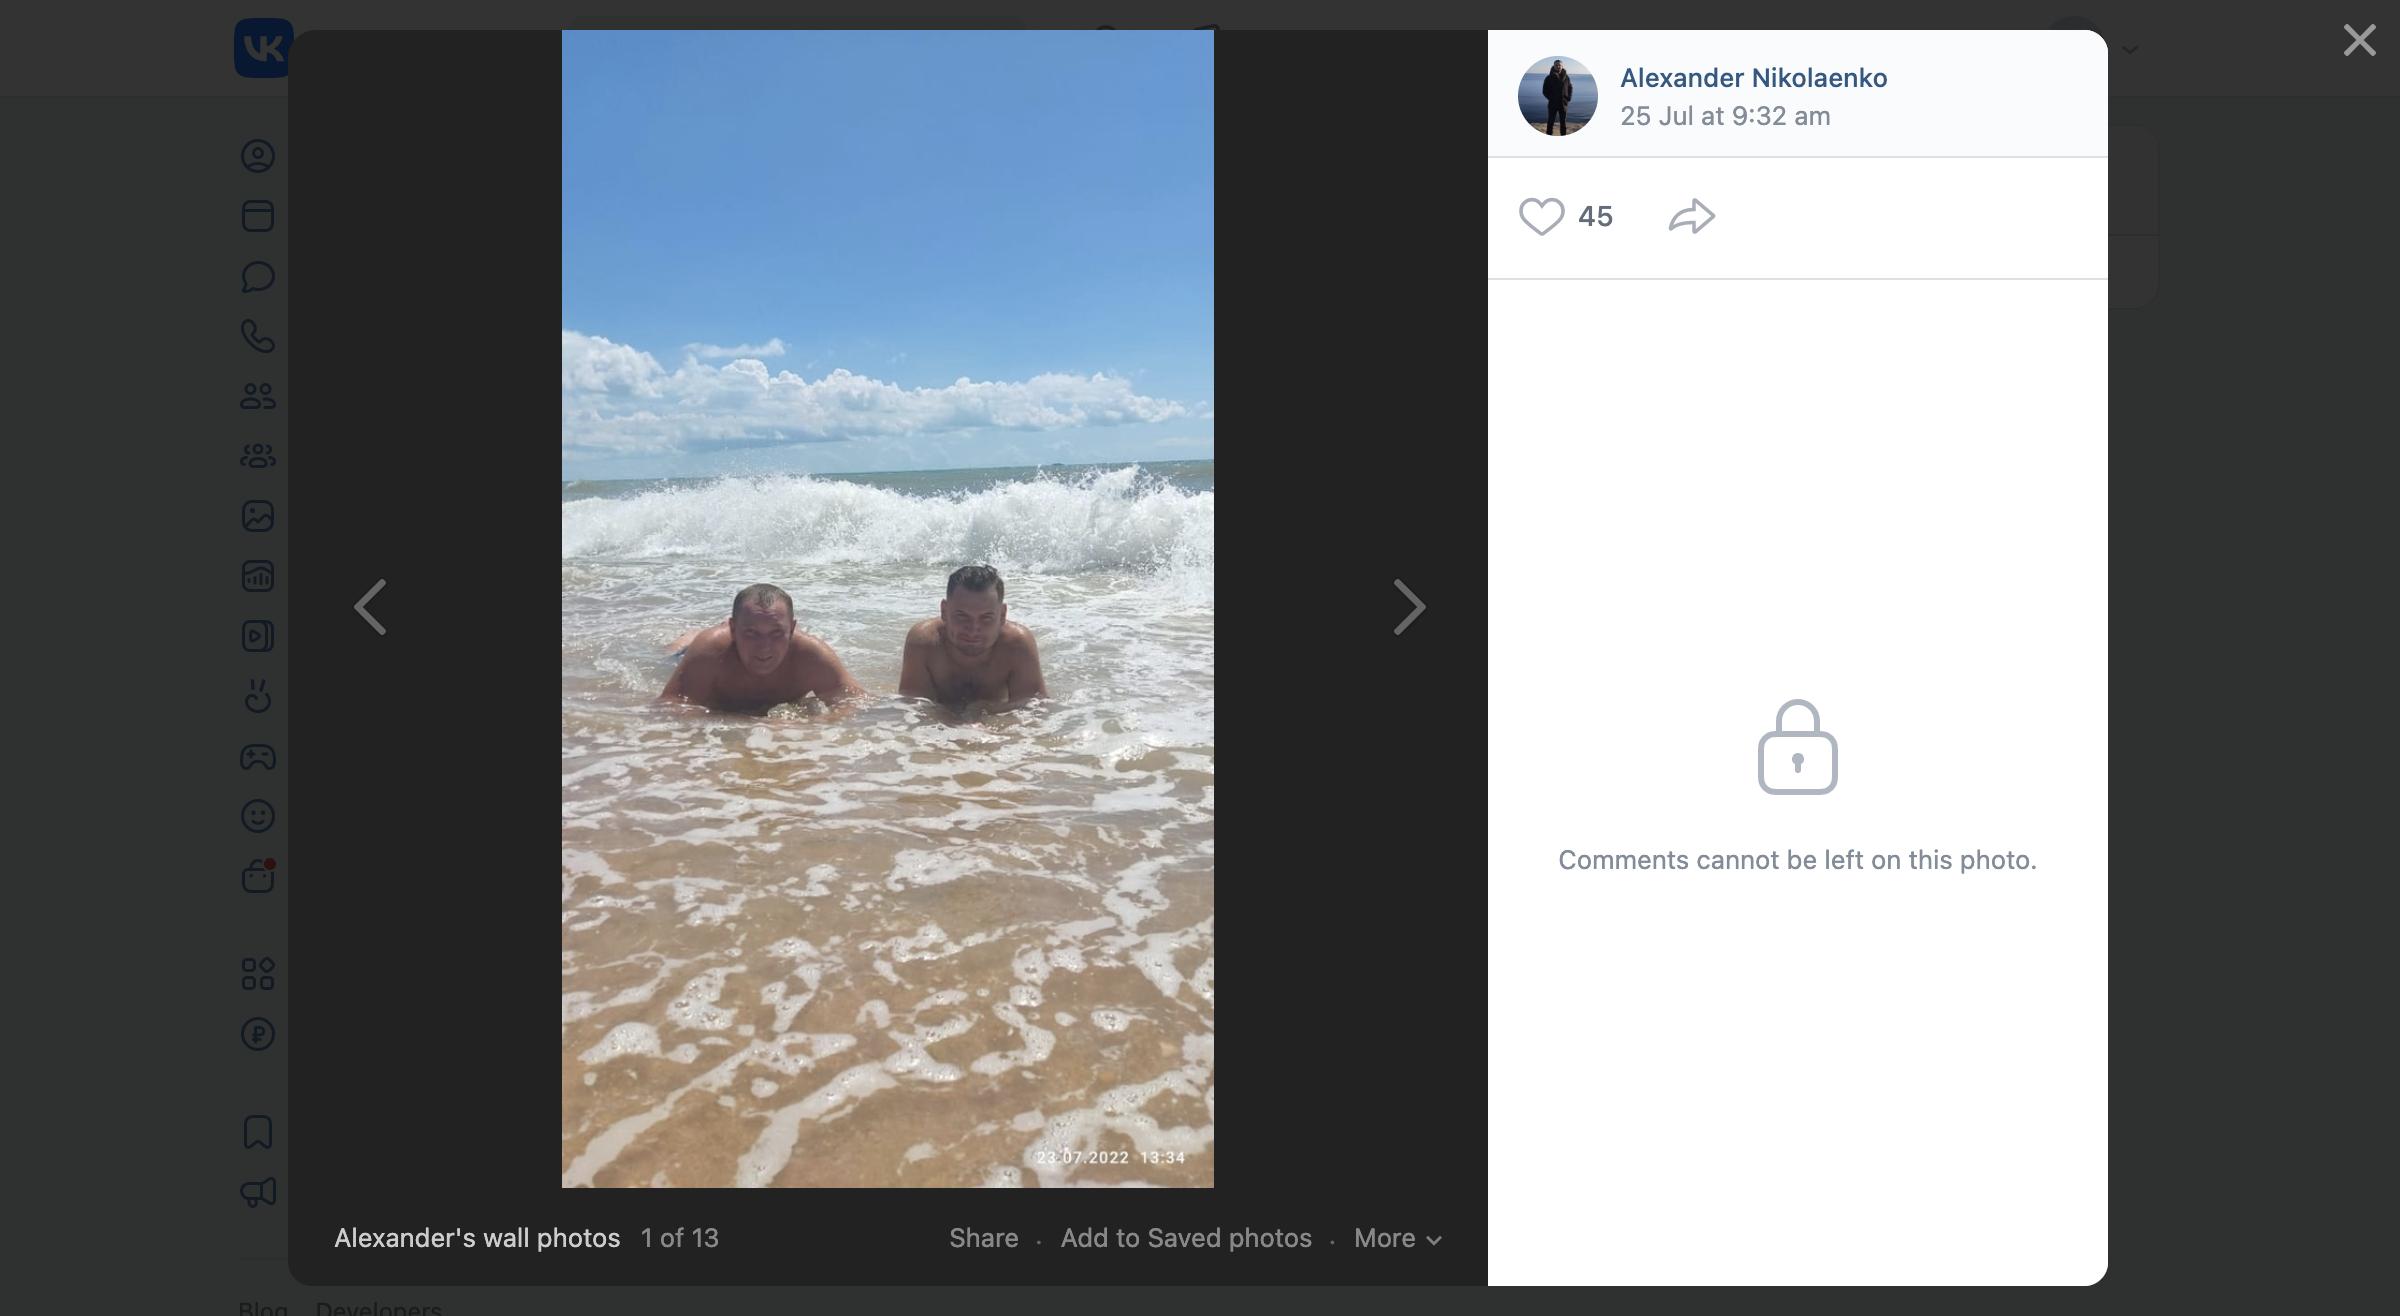 VK
Alexander Nikolaenko
25 Jul at 9:32 am
45
Comments cannot be left on this photo.
23.07.2022 13:34
Alexander's wall photos 1 of 13
Share · Add to Saved photos · More
Blog Developers